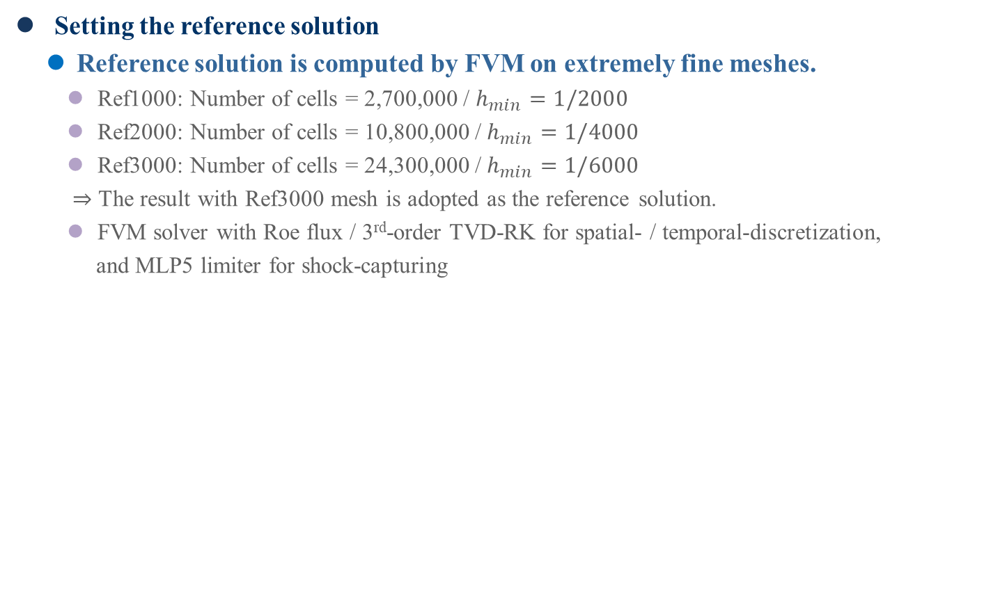 Setting the reference solution
Reference solution is computed by FVM on extremely fine meshes.
Ref1000: Number of cells = 2,700,000 / h_min = 1/2000
Ref2000: Number of cells = 10,800,000 / h_min = 1/4000
Ref3000: Number of cells = 24,300,000 / h_min = 1/6000
⇒ The result with Ref3000 mesh is adopted as the reference solution.
FVM solver with Roe flux / 3rd-order TVD-RK for spatial- / temporal-discretization,
and MLP5 limiter for shock-capturing